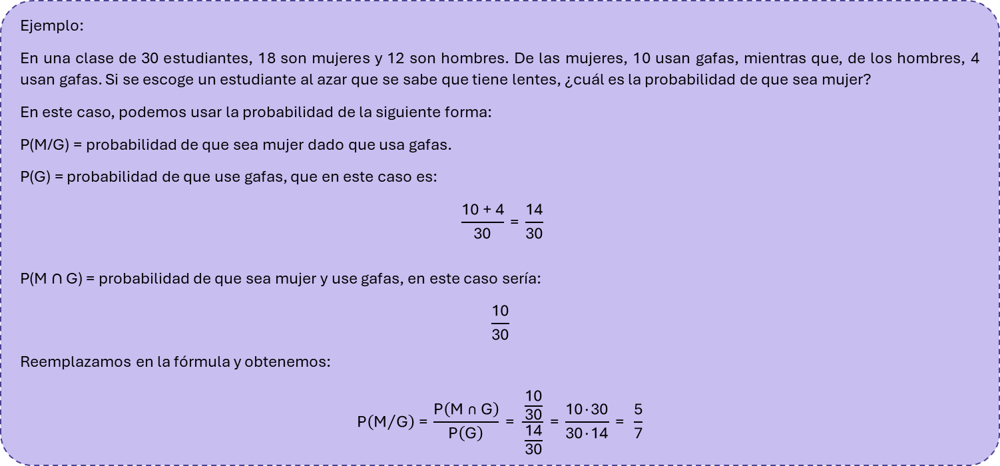 Ejemplo:
En una clase de 30 estudiantes, 18 son mujeres y 12 son hombres. De las mujeres, 10 usan gafas, mientras que, de los hombres, 4
usan gafas. Si se escoge un estudiante al azar que se sabe que tiene lentes, ¿cuál es la probabilidad de que sea mujer?
En este caso, podemos usar la probabilidad de la siguiente forma:
P(M/G) = probabilidad de que sea mujer dado que usa gafas.
P(G) = probabilidad de que use gafas, que en este caso es:
\frac{10 + 4}{30} = \frac{14}{30}
P(M ∩ G) = probabilidad de que sea mujer y use gafas, en este caso sería:
\frac{10}{30}
Reemplazamos en la fórmula y obtenemos:
P(M/G) = \frac{P(M ∩ G)}{P(G)} = \frac{\frac{10}{30}}{\frac{14}{30}} = \frac{10·30}{30·14} = \frac{5}{7}